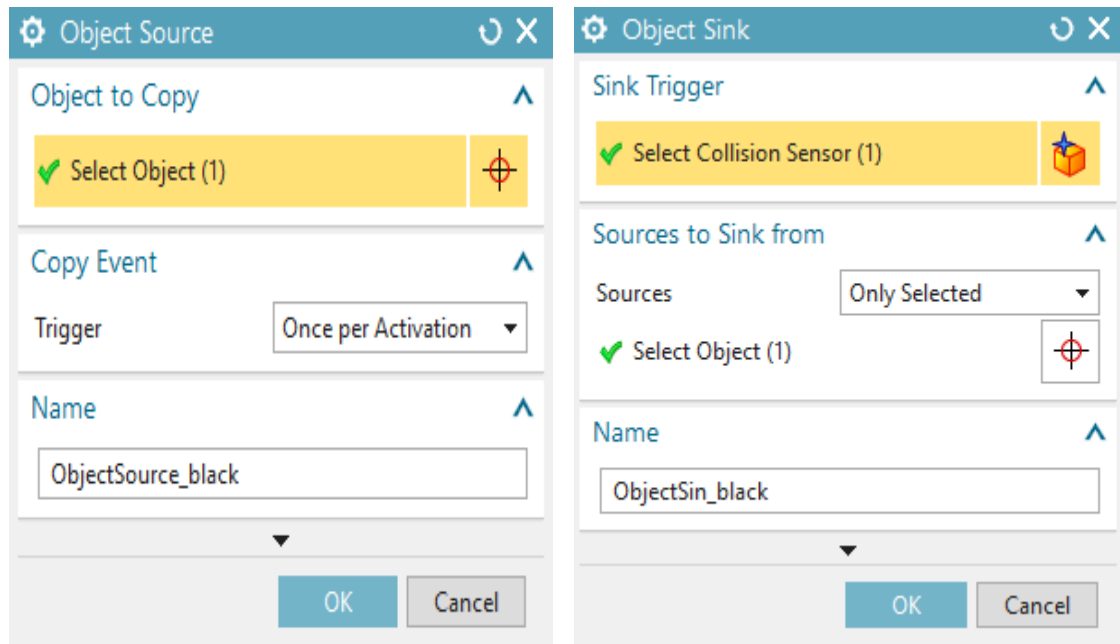 Object Source
Object to Copy
Select Object (1)
Copy Event
Trigger
Once per Activation
Name
ObjectSource_black
OK
Cancel
Object Sink
Sink Trigger
Select Collision Sensor (1)
Sources to Sink from
Sources
Only Selected
Select Object (1)
Name
ObjectSin_black
OK
Cancel